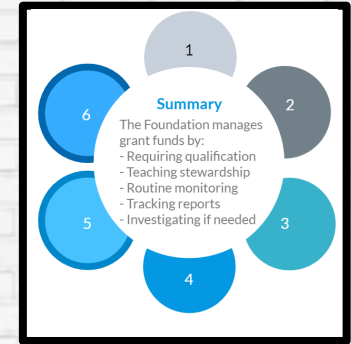 1
2
3
4
5
6
Summary
The Foundation manages
grant funds by:
- Requiring qualification
- Teaching stewardship
- Routine monitoring
- Tracking reports
- Investigating if needed